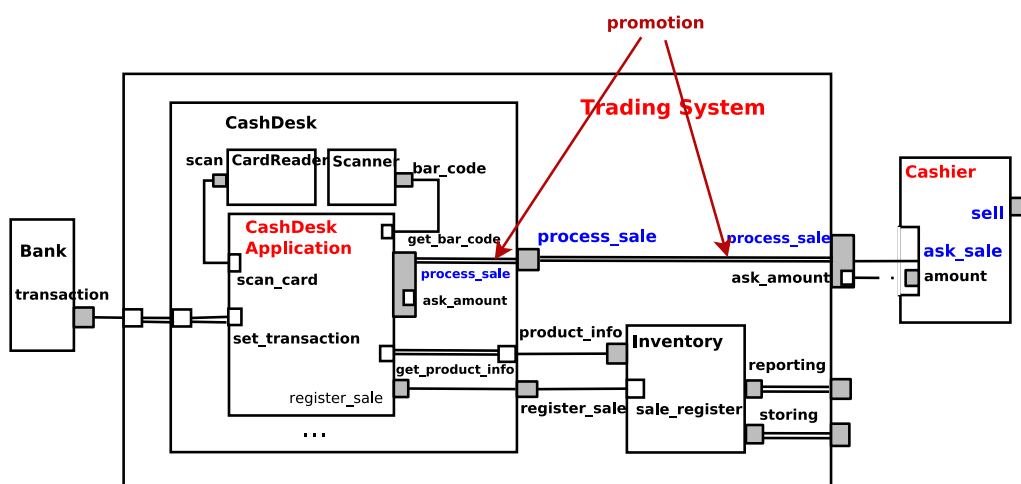 promotion
Trading System
CashDesk
scan
CardReader
Scanner
bar_code
Cashier
sell
CashDesk
Application
get_bar_code
process_sale
process_sale
ask_sale
Bank
scan_card
process_sale
ask_amount
amount
transaction
ask_amount
set_transaction
product_info
Inventory
get_product_info
reporting
register_sale
register_sale
sale_register
storing
...